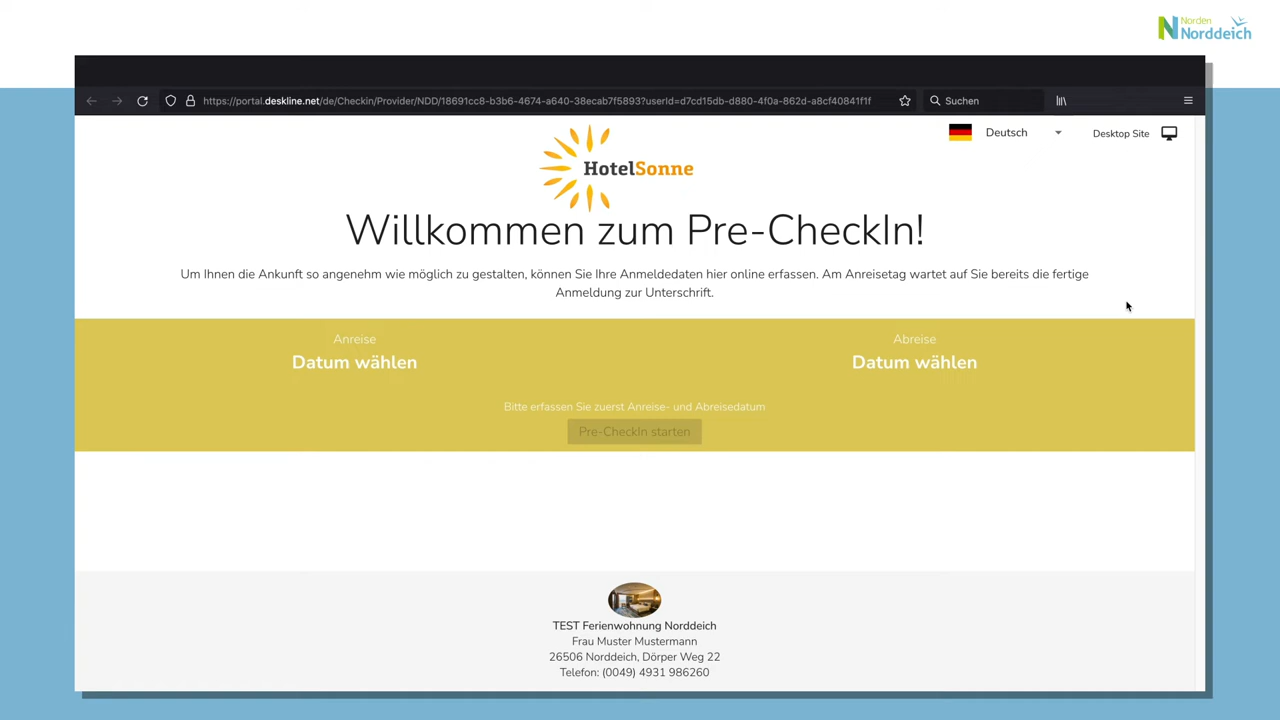 Norden
Norddeich
https://portal.deskline.net/de/Checkin/Provider/NDD/18691cc8-b3b6-4674-a640-38ecab7f5893?userId=d7cd15db-d880-4f0a-862d-a8cf40841f1f
Suchen
Deutsch
Desktop Site
HotelSonne
Willkommen zum Pre-CheckIn!
Um Ihnen die Ankunft so angenehm wie möglich zu gestalten, können Sie Ihre Anmeldedaten hier online erfassen. Am Anreisetag wartet auf Sie bereits die fertige
Anmeldung zur Unterschrift.
Anreise
Abreise
Datum wählen
Datum wählen
Bitte erfassen Sie zuerst Anreise- und Abreisedatum
Pre-CheckIn starten
TEST Ferienwohnung Norddeich
Frau Muster Mustermann
26506 Norddeich, Dörper Weg 22
Telefon: (0049) 4931 986260